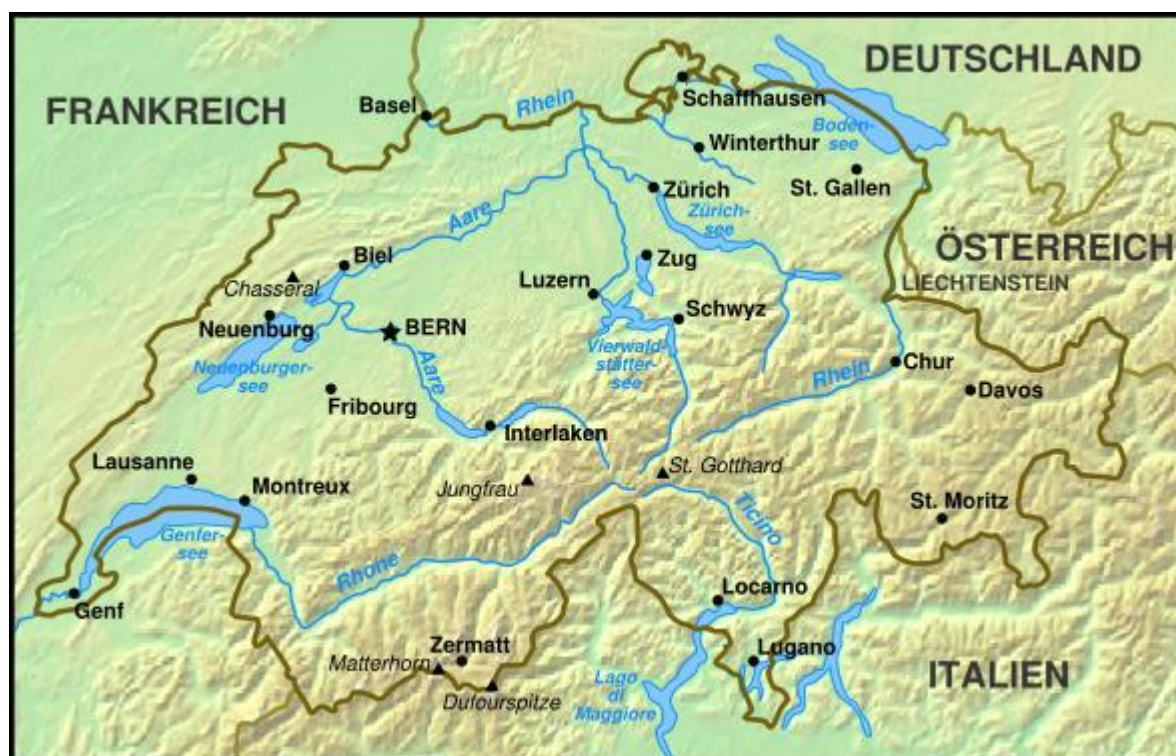 DEUTSCHLAND
FRANKREICH
Basel
Rhein
Schaffhausen
Boden-
see
Winterthur
St. Gallen
Zürich
Zürich-
see
Aare
ÖSTERREICH
LIECHTENSTEIN
Biel
Chasseral
Zug
Luzern
Schwyz
Neuenburg
BERN
Neuenburger-
see
Aare
Vierwald-
stätter-
see
Rhein
Chur
Davos
Fribourg
Interlaken
Lausanne
Montreux
Jungfrau
St. Gotthard
St. Moritz
Ticino
Genfer-
see
Rhone
Genf
Locarno
Zermatt
Matterhorn
Lugano
Dufourspitze
Lago
di
Maggiore
ITALIEN